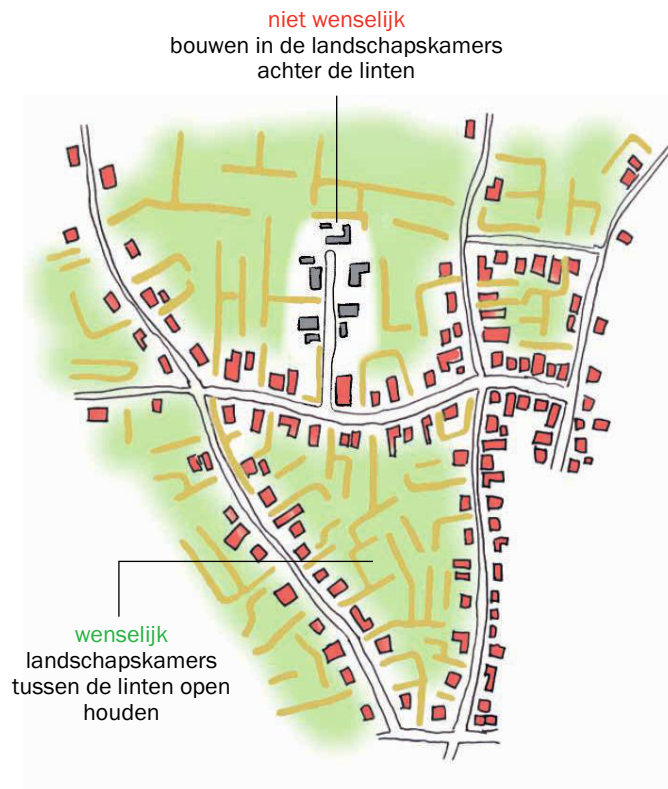 niet wenselijk
bouwen in de landschapskamers
achter de linten
wenselijk
landschapskamers
tussen de linten open
houden